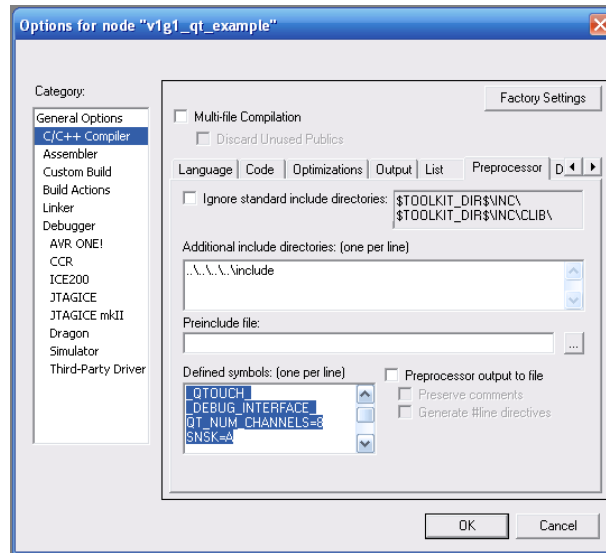 Options for node "v1g1_qt_example"
Category:
Factory Settings
General Options
C/C++ Compiler
Assembler
Custom Build
Build Actions
Linker
Debugger
AVR ONE!
CCR
ICE200
JTAGICE
JTAGICE mkII
Dragon
Simulator
Third-Party Driver
Multi-file Compilation
Discard Unused Publics
Language Code Optimizations Output List Preprocessor D
Ignore standard include directories: $TOOLKIT_DIR$\INC\
$TOOLKIT_DIR$\INC\CLIB\
Additional include directories: (one per line)
..\..\..\..\include
Preinclude file:
...
Defined symbols: (one per line)
_QTOUCH_
_DEBUG_INTERFACE_
QT_NUM_CHANNELS=8
SNSK=A
Preprocessor output to file
Preserve comments
Generate #line directives
OK Cancel